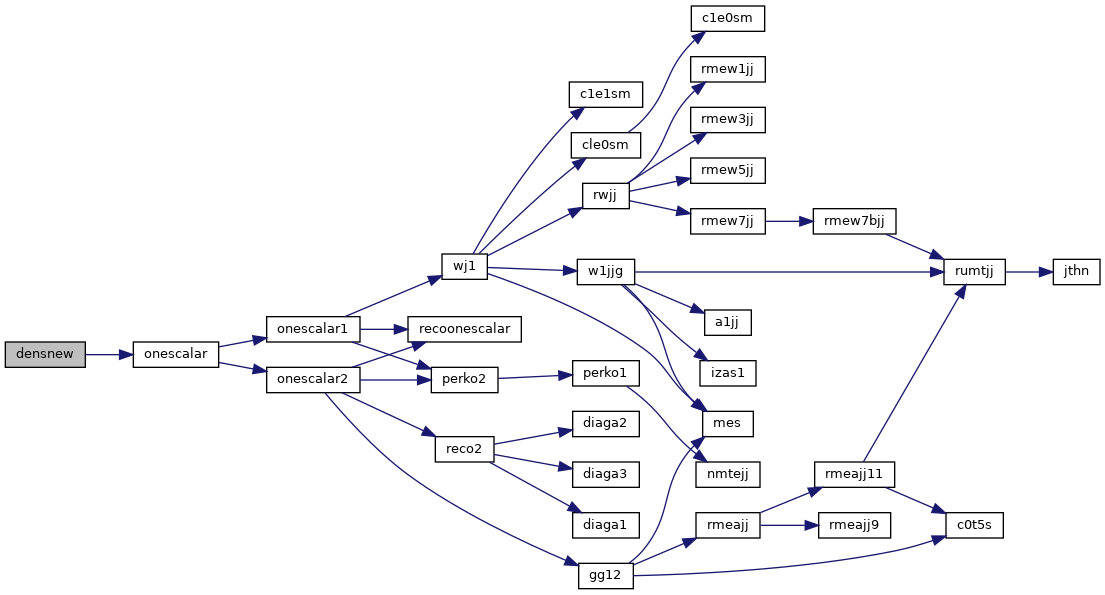 densnew
onescalar
onescalar1
onescalar2
wj1
recoonescalar
perko2
reco2
c1e1sm
cle0sm
rwjj
w1jjg
perko1
diaga2
diaga3
diaga1
gg12
c1e0sm
rmew1jj
rmew3jj
rmew5jj
rmew7jj
a1jj
izas1
mes
nmtejj
rmeajj
rmew7bjj
rmeajj11
rmeajj9
rumtjj
c0t5s
jthn